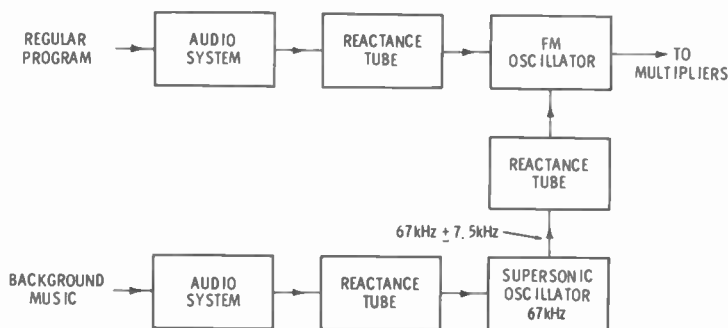 REGULAR
PROGRAM
AUDIO
SYSTEM
REACTANCE
TUBE
FM
OSCILLATOR
TO
MULTIPLIERS
REACTANCE
TUBE
67kHz ± 7.5kHz
BACKGROUND
MUSIC
AUDIO
SYSTEM
REACTANCE
TUBE
SUPERSONIC
OSCILLATOR
67kHz